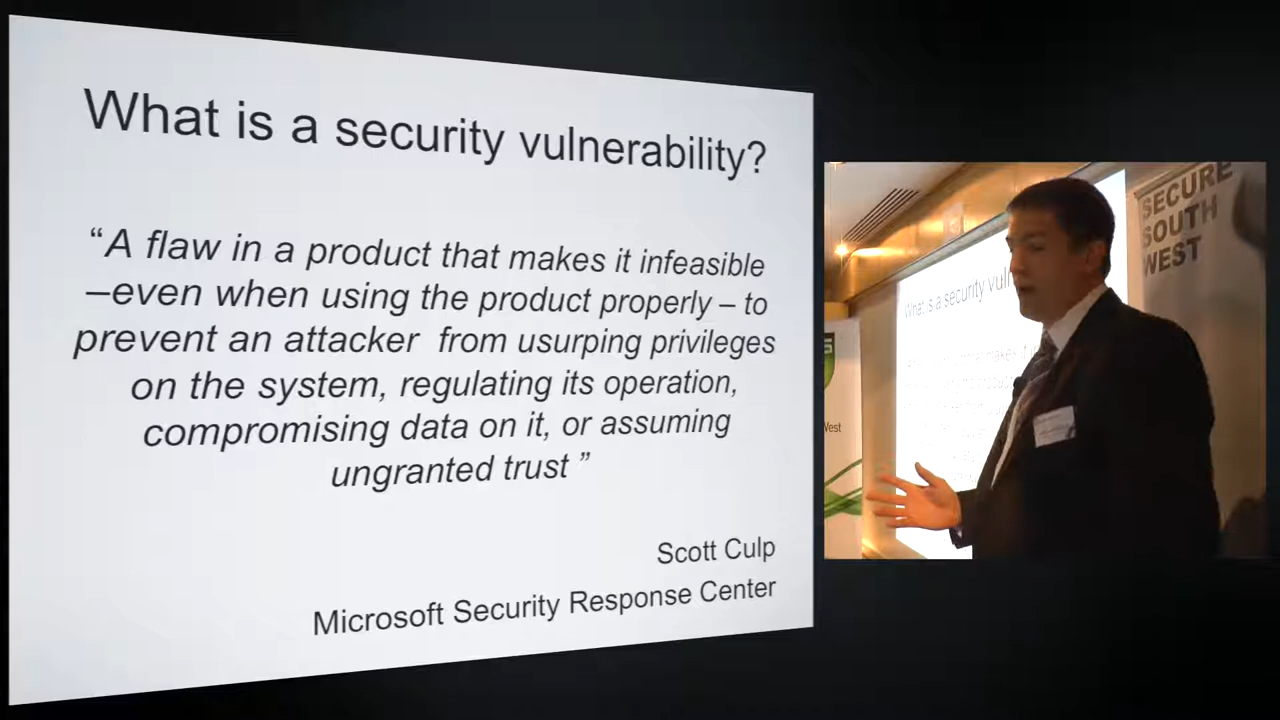 What is a security vulnerability?
“A flaw in a product that makes it infeasible
–even when using the product properly – to
prevent an attacker from usurping privileges
on the system, regulating its operation,
compromising data on it, or assuming
ungranted trust ”
Scott Culp
Microsoft Security Response Center
SECURE
SOUTH
WEST
What is a security vuln
West